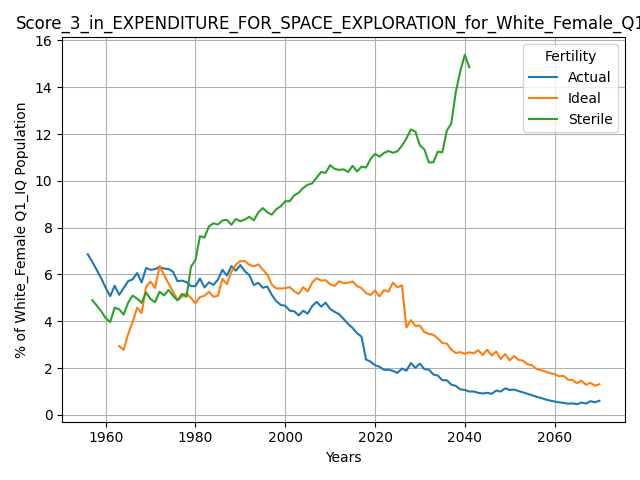 Score_3_in_EXPENDITURE_FOR_SPACE_EXPLORATION_for_White_Female_Q1
16
14
12
10
8
6
4
2
0
% of White_Female Q1_IQ Population
Fertility
Actual
Ideal
Sterile
1960
1980
2000
2020
2040
2060
Years